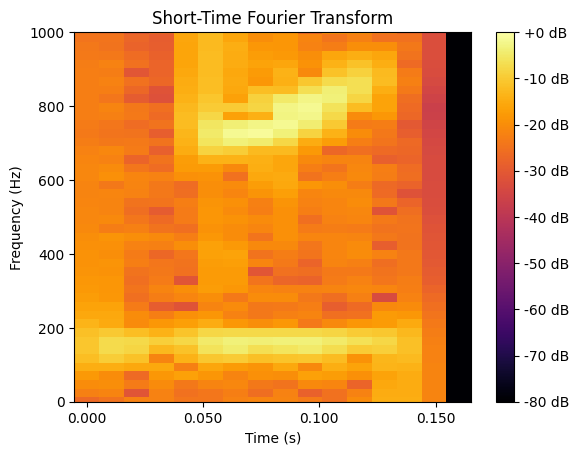 Short-Time Fourier Transform
1000
800
600
400
200
0
Frequency (Hz)
0.000
0.050
0.100
0.150
Time (s)
+0 dB
-10 dB
-20 dB
-30 dB
-40 dB
-50 dB
-60 dB
-70 dB
-80 dB